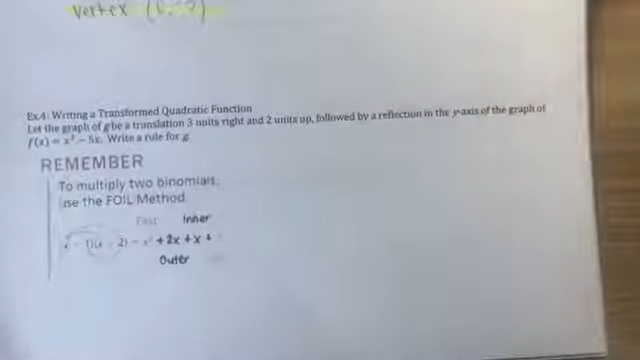 Vertex
Ex.4: Writing a Transformed Quadratic Function
Let the graph of g be a translation 3 units right and 2 units up, followed by a reflection in the y-axis of the graph of
f(x) = x² − 5x. Write a rule for g.
REMEMBER
To multiply two binomials,
use the FOIL Method.
First Inner
+ 2x + x +
Outer